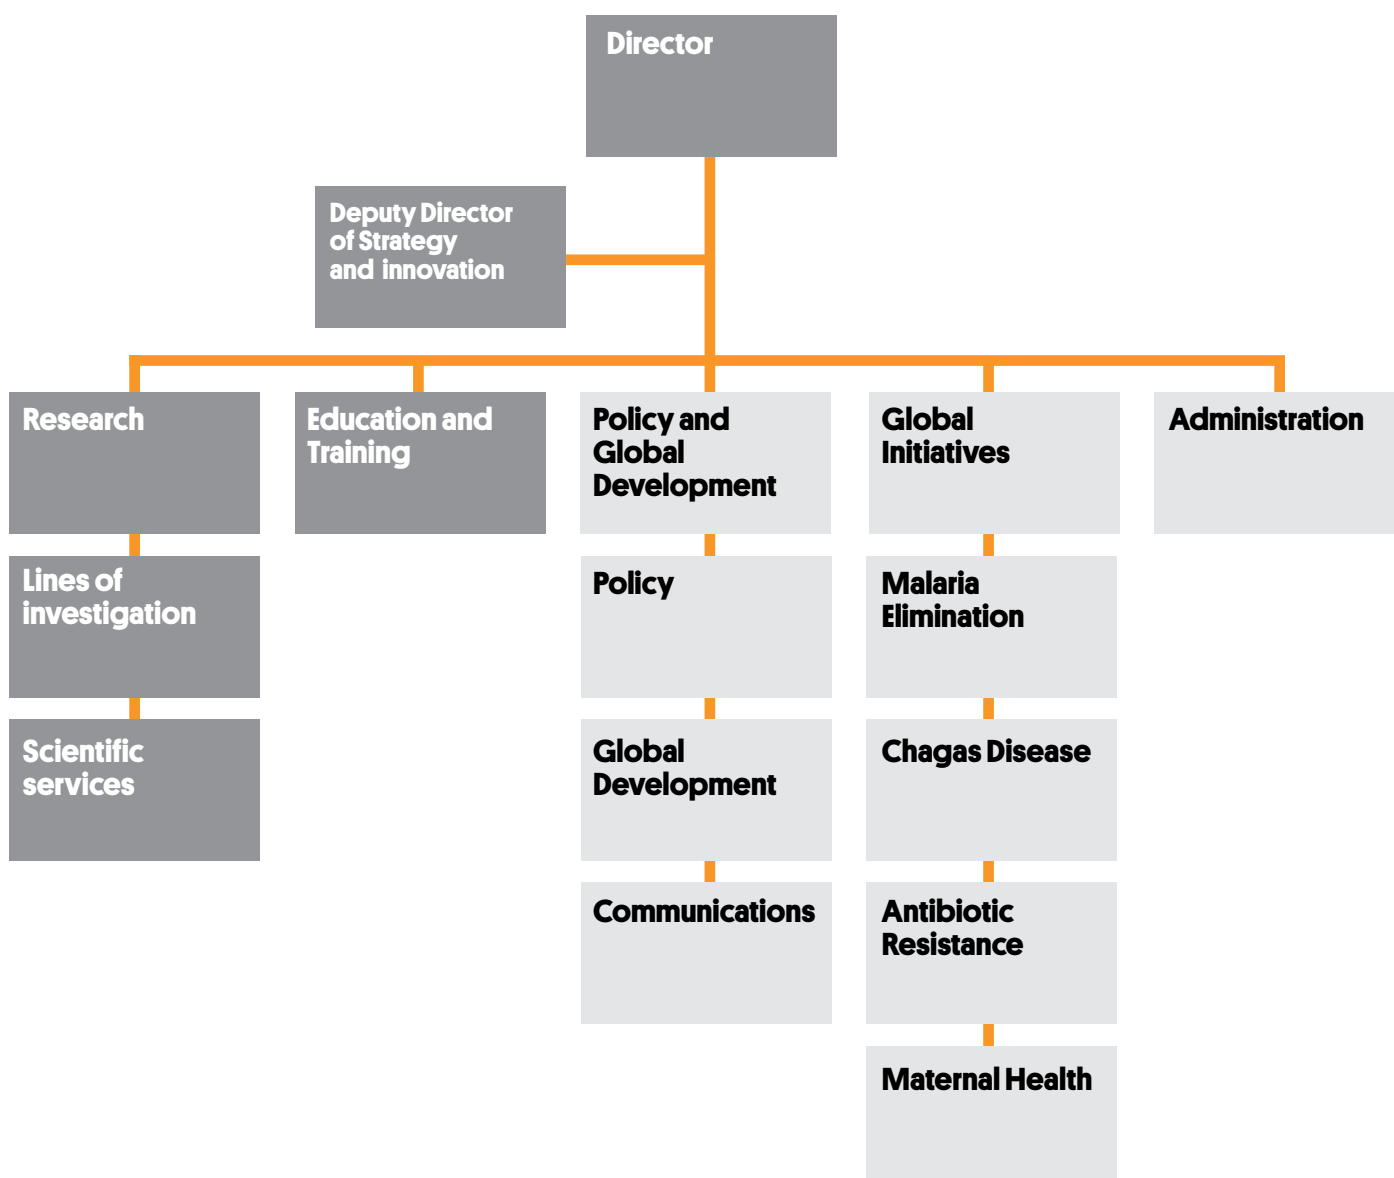 Director
Deputy Director
of Strategy
and innovation
Research
Education and
Training
Policy and
Global
Development
Global
Initiatives
Administration
Lines of
investigation
Policy
Malaria
Elimination
Scientific
services
Global
Development
Chagas Disease
Communications
Antibiotic
Resistance
Maternal Health